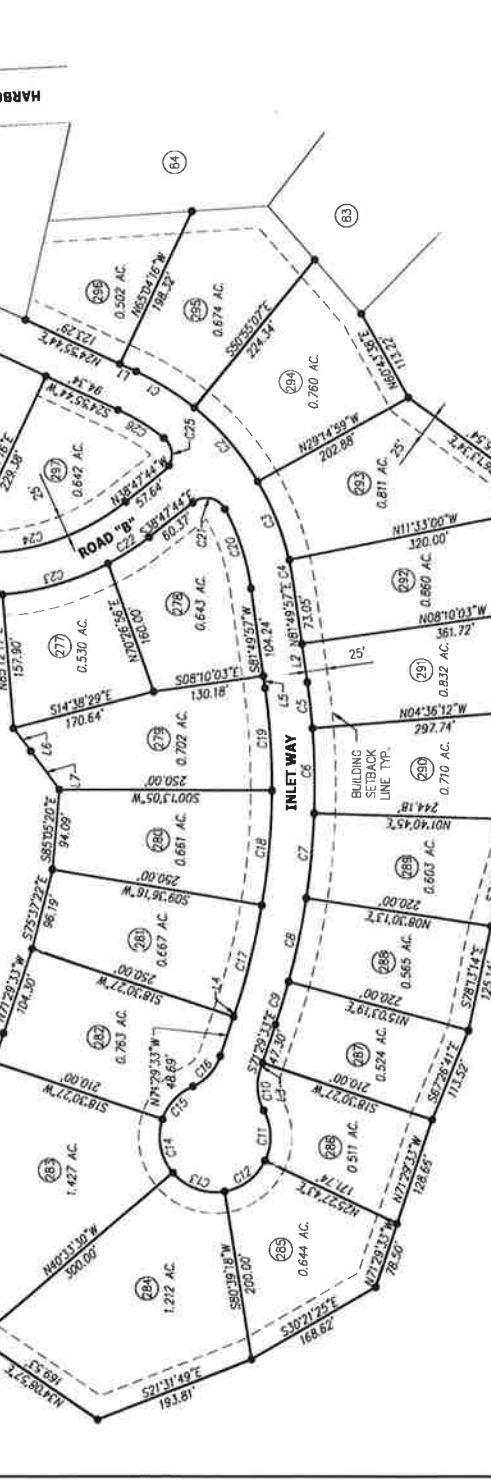 64
83
296
0.502 AC.
N65°04'16"W
198.32'
295
0.674 AC.
N24°55'44"E
123.29'
L1
C1
S50°55'07"E
224.34'
294
0.760 AC.
N60°43'58"E
113.22'
94.34'
S24°55'44"W
C26
C25
C2
229.38'
297
0.642 AC.
25'
N38°47'44"W
57.64'
N29°14'59"W
202.88'
293
0.811 AC.
25'
C24
ROAD "B"
S38°47'44"E
60.37'
C21
C22
C20
C3
N11°33'00"W
320.00'
C23
N70°26'56"E
160.00'
278
0.643 AC.
C4
292
0.860 AC.
157.90'
277
0.530 AC.
S81°49'57"W
104.24'
N81°49'57"E
73.05'
N08°10'03"W
361.72'
S14°38'29"E
170.64'
S08°10'03"E
130.18'
L5
L2
25'
291
0.832 AC.
L6
L7
279
0.702 AC.
C19
C5
N04°36'12"W
297.74'
250.00'
S00°13'05"W
INLET WAY
C6
BUILDING
SETBACK
LINE TYP.
290
0.710 AC.
S85°05'20"E
94.09'
280
0.661 AC.
C18
244.18'
N01°40'45"E
S75°37'22"E
96.19'
250.00'
S09°36'16"W
C7
289
0.603 AC.
281
0.667 AC.
C17
220.00'
N08°30'13"E
N71°29'33"W
104.30'
250.00'
S18°30'27"W
L4
C8
288
0.565 AC.
S78°13'14"E
125.14'
282
0.763 AC.
N71°29'33"W
48.69'
C9
220.00'
N15°03'19"E
C16
S71°29'33"E
47.30'
L3
287
0.524 AC.
S67°26'41"E
113.52'
210.00'
S18°30'27"W
C15
C10
210.00'
S18°30'27"W
283
1.427 AC.
C14
C11
286
0.511 AC.
N71°29'33"W
128.66'
C13
C12
171.74'
N25°27'43"E
N40°33'30"W
300.00'
285
0.644 AC.
N71°29'33"W
78.50'
284
1.212 AC.
S80°39'18"W
200.00'
S30°21'25"E
168.62'
N34°08'57"E
169.53'
S21°31'49"E
193.81'